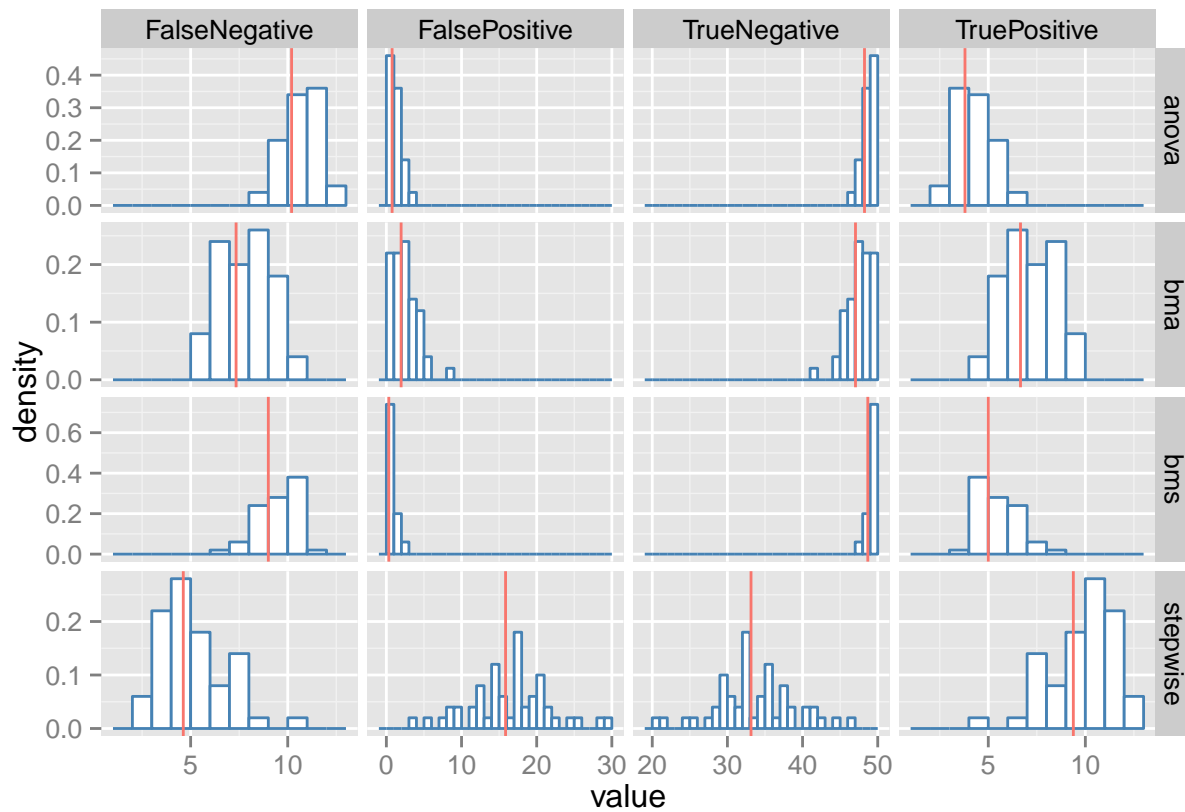 FalseNegative FalsePositive TrueNegative TruePositive
0.4
0.3
0.2
0.1
0.0
anova
0.2
0.1
0.0
bma
density
0.6
0.4
0.2
0.0
bms
0.2
0.1
0.0
stepwise
5 10 0 10 20 30 20 30 40 50 5 10
value